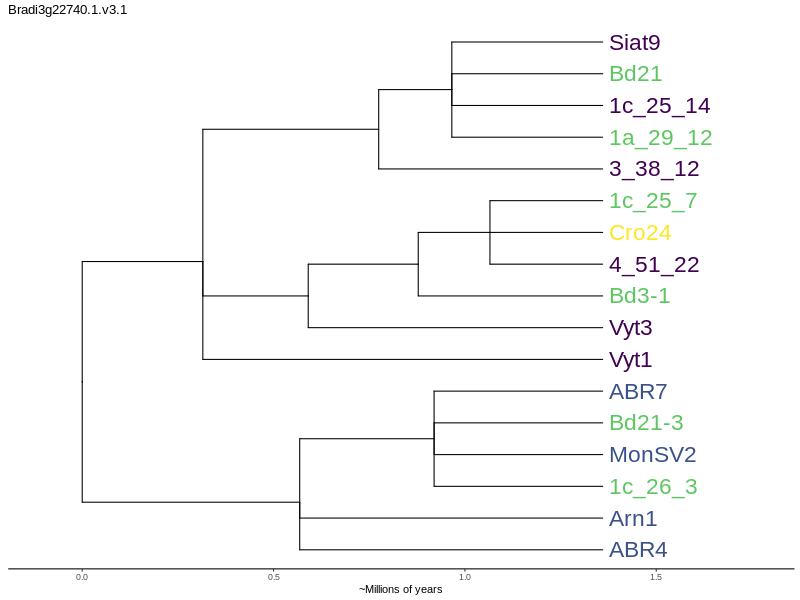 Bradi3g22740.1.v3.1
Siat9
Bd21
1c_25_14
1a_29_12
3_38_12
1c_25_7
Cro24
4_51_22
Bd3-1
Vyt3
Vyt1
ABR7
Bd21-3
MonSV2
1c_26_3
Arn1
ABR4
0.0 0.5 1.0 1.5
~Millions of years